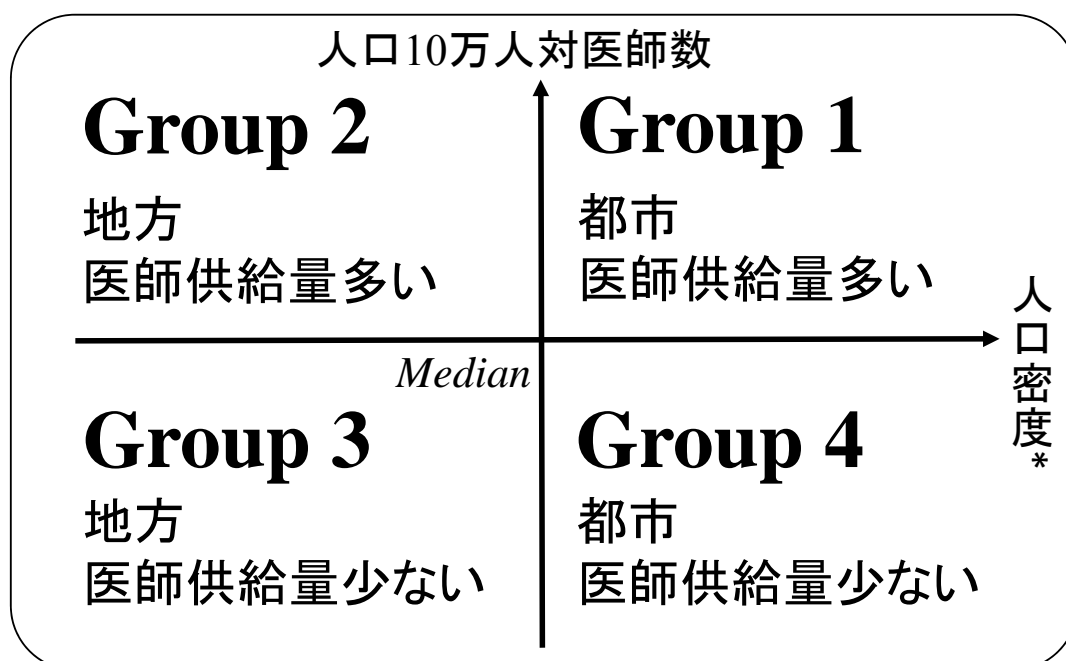 人口10万人対医師数
Group 2
地方
医師供給量多い
Group 1
都市
医師供給量多い
人口密度*
Median
Group 3
地方
医師供給量少ない
Group 4
都市
医師供給量少ない